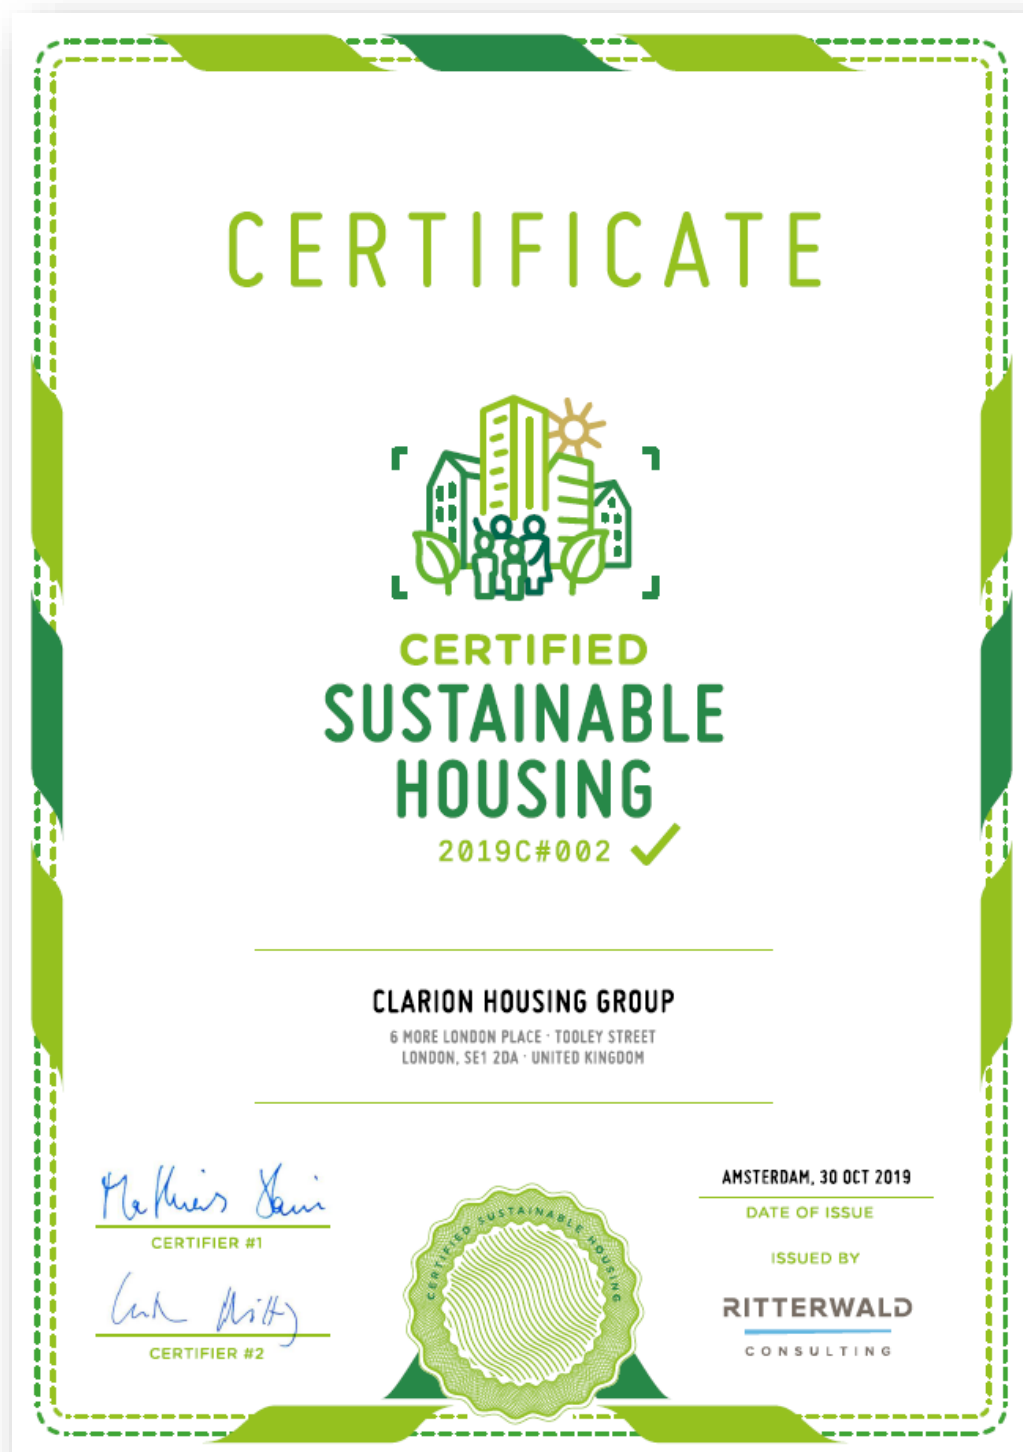 CERTIFICATE
CERTIFIED
SUSTAINABLE
HOUSING
2019C#002
CLARION HOUSING GROUP
6 MORE LONDON PLACE · TOOLEY STREET
LONDON, SE1 2DA · UNITED KINGDOM
CERTIFIER #1
CERTIFIER #2
CERTIFIED SUSTAINABLE HOUSING
AMSTERDAM, 30 OCT 2019
DATE OF ISSUE
ISSUED BY
RITTERWALD
CONSULTING